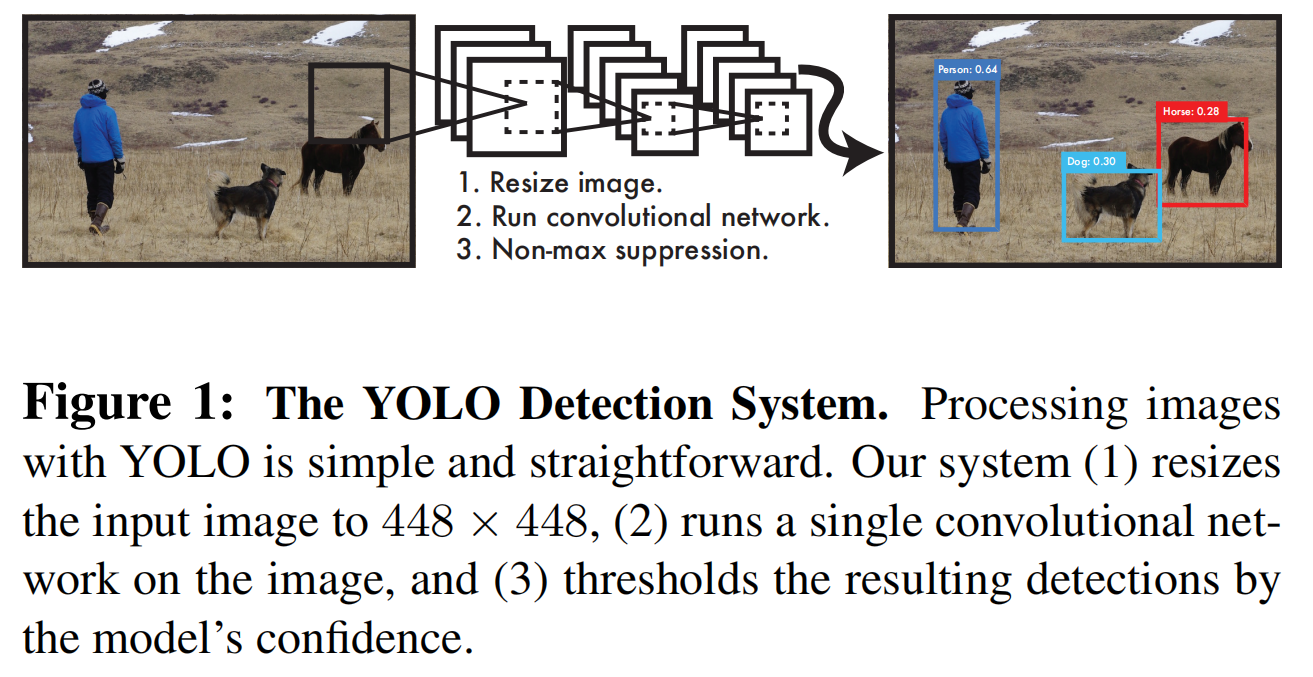 Person: 0.64
Horse: 0.28
Dog: 0.30
1. Resize image.
2. Run convolutional network.
3. Non-max suppression.
Figure 1: The YOLO Detection System. Processing images
with YOLO is simple and straightforward. Our system (1) resizes
the input image to 448 × 448, (2) runs a single convolutional net-
work on the image, and (3) thresholds the resulting detections by
the model's confidence.